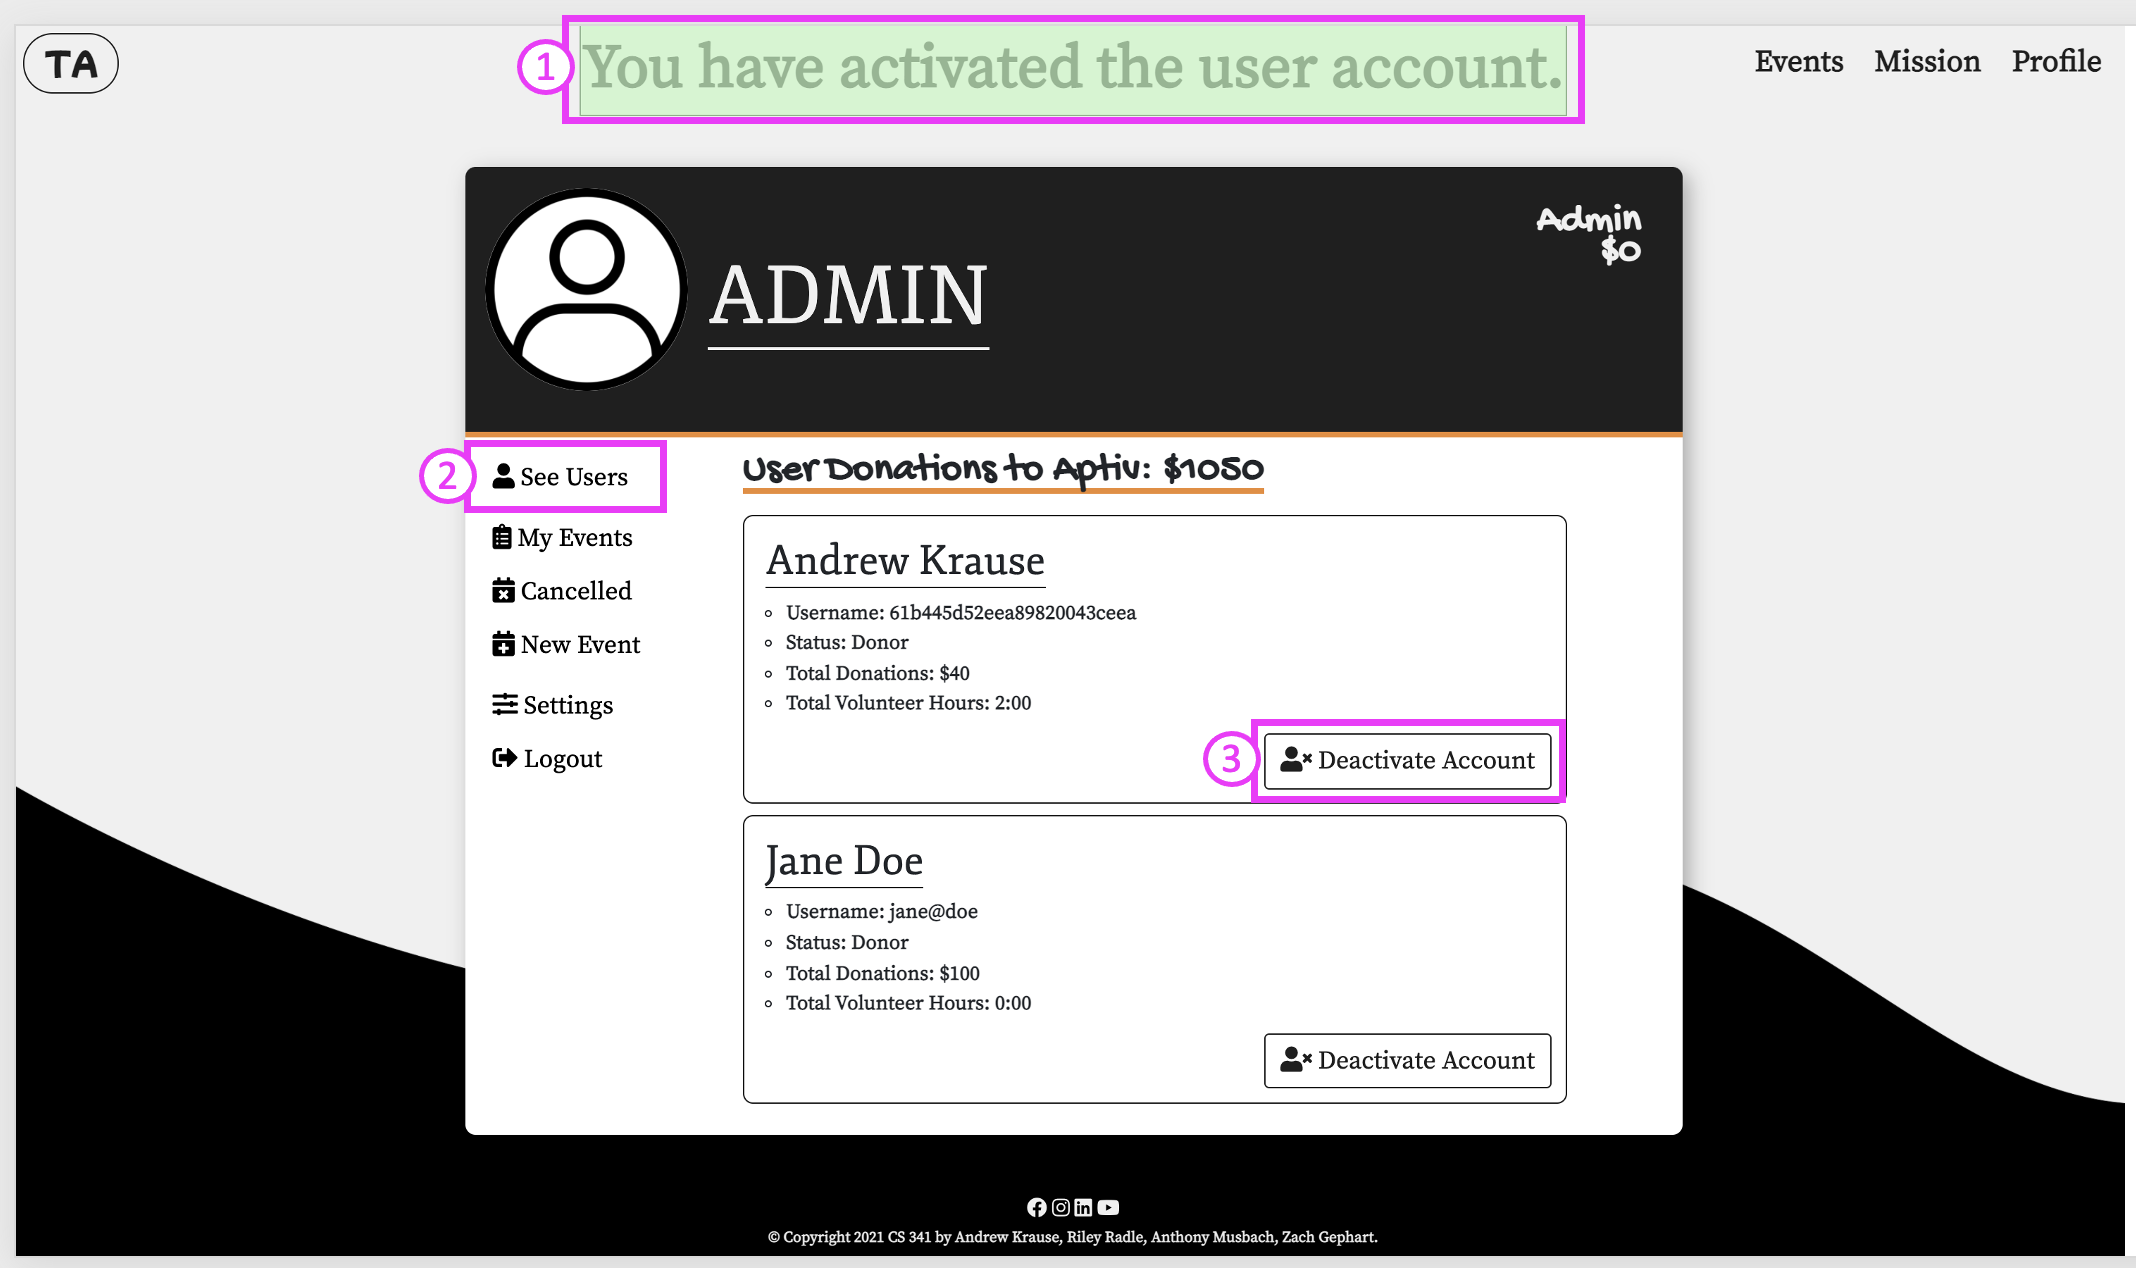 TA
1
You have activated the user account.
Events Mission Profile
Admin
$0
ADMIN
2
See Users
My Events
Cancelled
New Event
Settings
Logout
User Donations to Aptiv: $1050
Andrew Krause
Username: 61b445d52eea89820043ceea
Status: Donor
Total Donations: $40
Total Volunteer Hours: 2:00
3
Deactivate Account
Jane Doe
Username: jane@doe
Status: Donor
Total Donations: $100
Total Volunteer Hours: 0:00
Deactivate Account
© Copyright 2021 CS 341 by Andrew Krause, Riley Radle, Anthony Musbach, Zach Gephart.